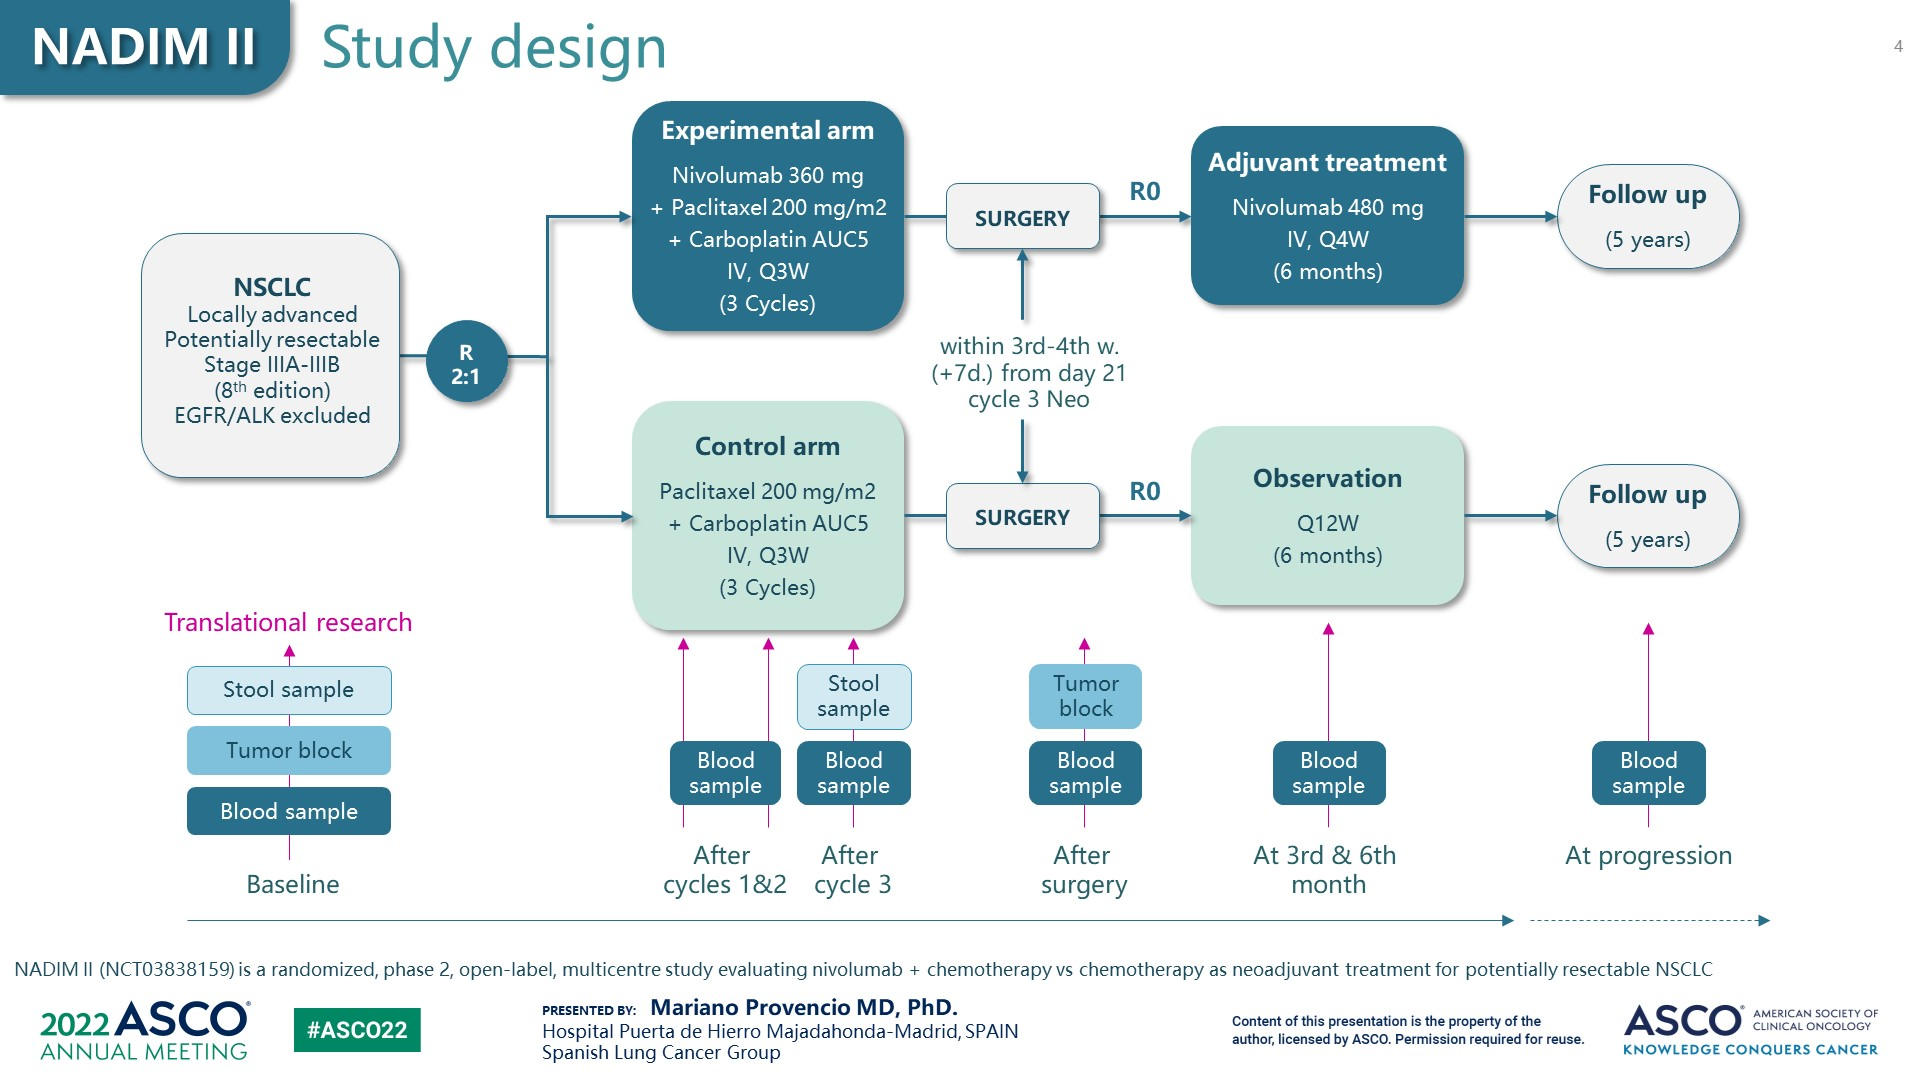 NADIM II
Study design
4
Experimental arm
Nivolumab 360 mg
+ Paclitaxel 200 mg/m2
+ Carboplatin AUC5
IV, Q3W
(3 Cycles)
SURGERY
R0
Adjuvant treatment
Nivolumab 480 mg
IV, Q4W
(6 months)
Follow up
(5 years)
NSCLC
Locally advanced
Potentially resectable
Stage IIIA-IIIB
(8th edition)
EGFR/ALK excluded
R
2:1
within 3rd-4th w.
(+7d.) from day 21
cycle 3 Neo
Control arm
Paclitaxel 200 mg/m2
+ Carboplatin AUC5
IV, Q3W
(3 Cycles)
SURGERY
R0
Observation
Q12W
(6 months)
Follow up
(5 years)
Translational research
Stool sample
Tumor block
Blood sample
Baseline
Blood
sample
After
cycles 1&2
Stool
sample
Blood
sample
After
cycle 3
Tumor
block
Blood
sample
After
surgery
Blood
sample
At 3rd & 6th
month
Blood
sample
At progression
NADIM II (NCT03838159) is a randomized, phase 2, open-label, multicentre study evaluating nivolumab + chemotherapy vs chemotherapy as neoadjuvant treatment for potentially resectable NSCLC
2022 ASCO®
ANNUAL MEETING
#ASCO22
PRESENTED BY: Mariano Provencio MD, PhD.
Hospital Puerta de Hierro Majadahonda-Madrid, SPAIN
Spanish Lung Cancer Group
Content of this presentation is the property of the
author, licensed by ASCO. Permission required for reuse.
ASCO® AMERICAN SOCIETY OF
CLINICAL ONCOLOGY
KNOWLEDGE CONQUERS CANCER